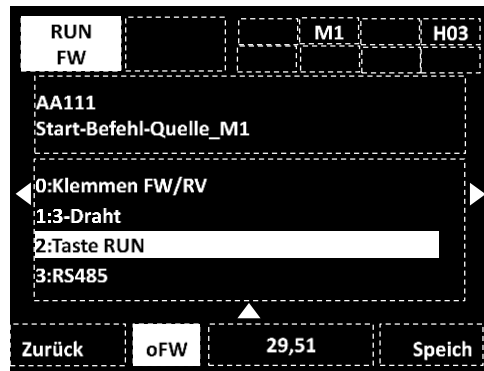 RUN M1 H03
FW
AA111
Start-Befehl-Quelle_M1
0:Klemmen FW/RV
1:3-Draht
2:Taste RUN
3:RS485
Zurück oFW 29,51 Speich